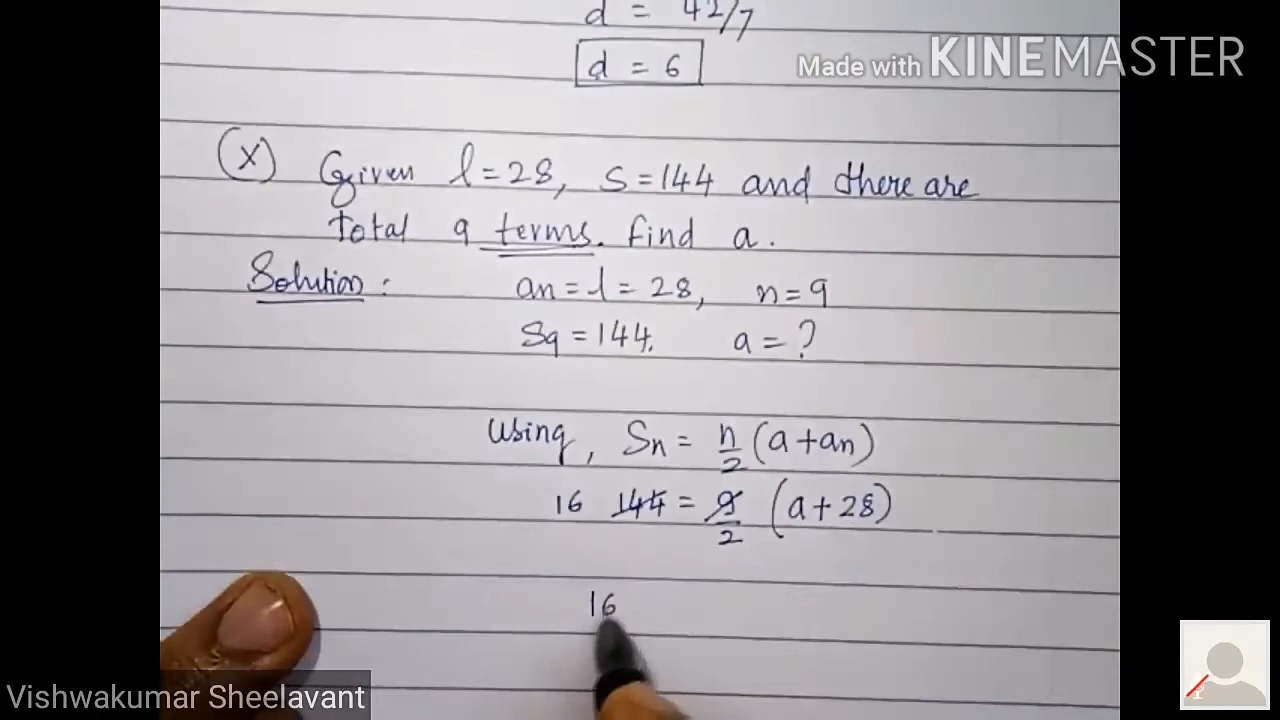 d = 42/7
Made with KINEMASTER
d = 6
(x) Given l=28, S=144 and there are
total 9 terms. find a.
Solution: an = l = 28, n=9
S9 = 144. a = ?
Using, Sn = n/2 (a+an)
16 144 = 9/2 (a+28)
16
Vishwakumar Sheelavant